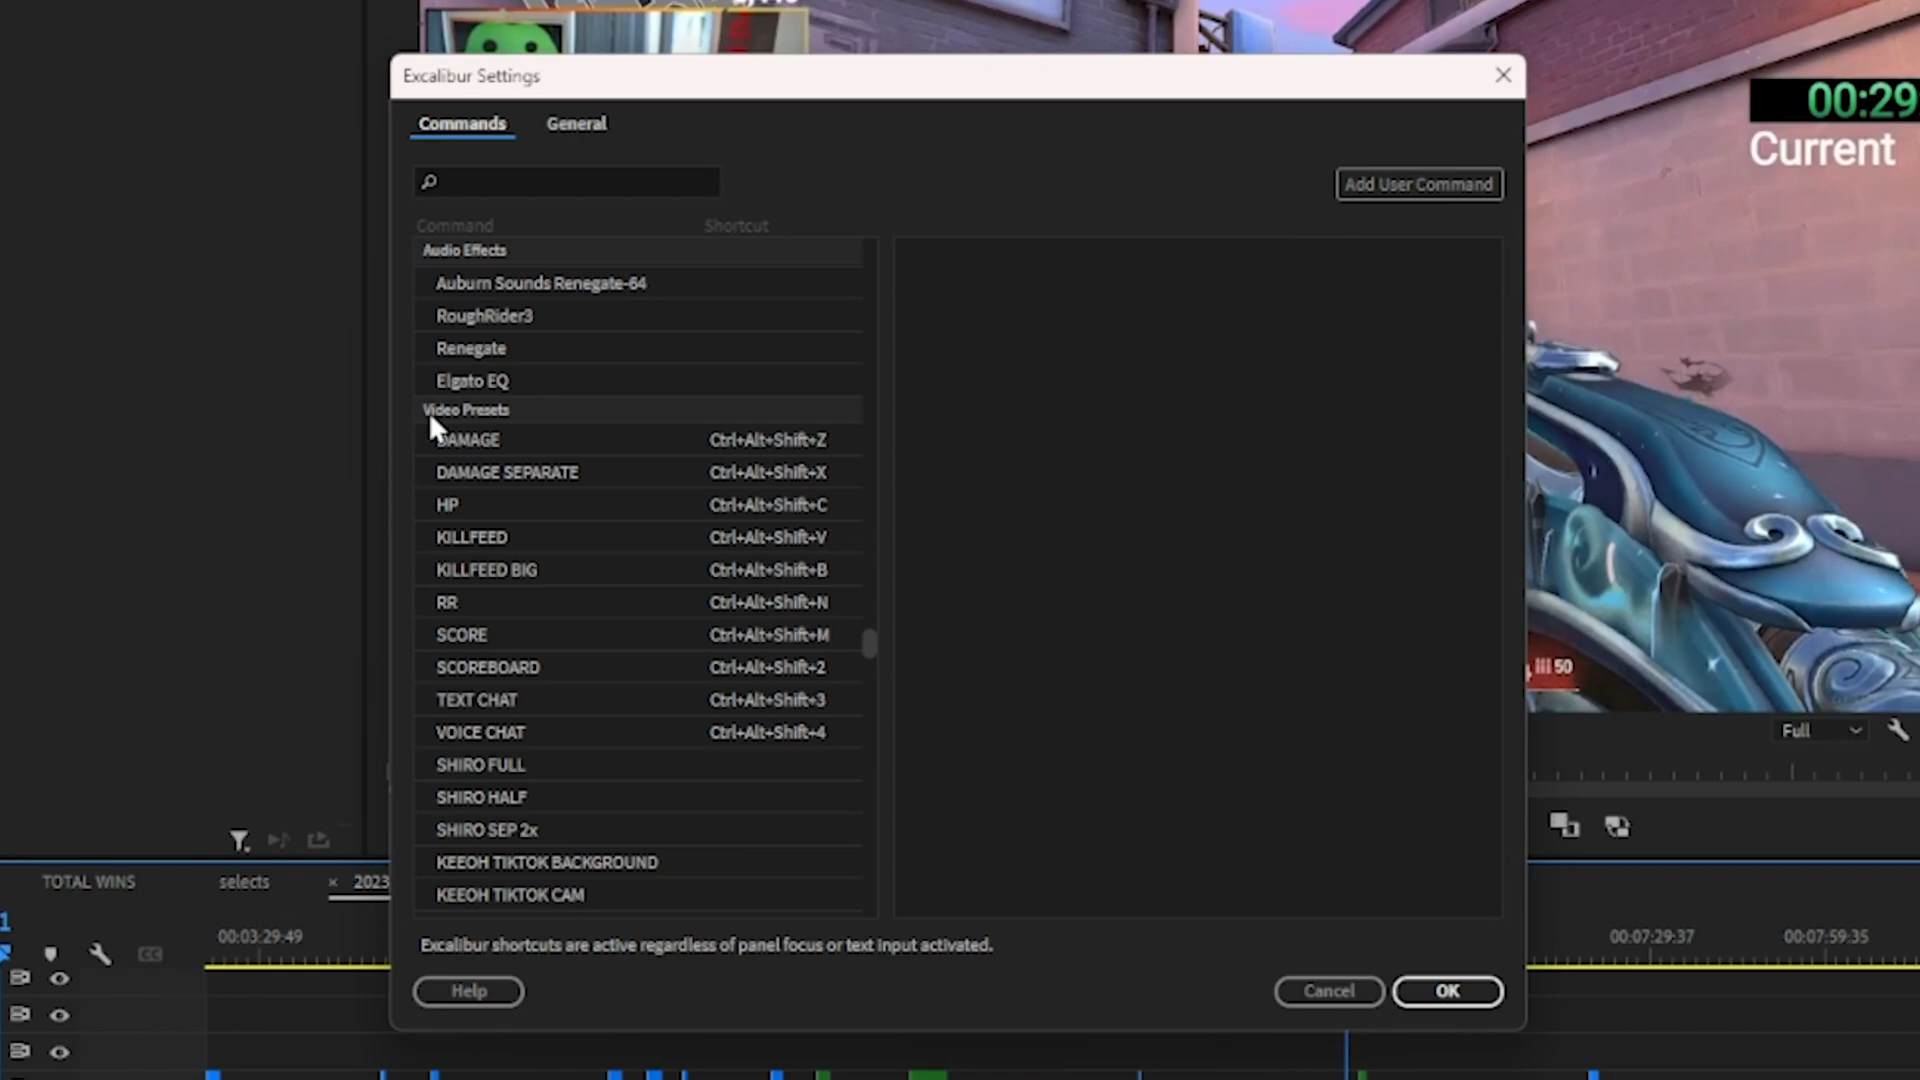 00:29
Current
Excalibur Settings
Commands General
Add User Command
Command Shortcut
Audio Effects
Auburn Sounds Renegate-64
RoughRider3
Renegate
Elgato EQ
Video Presets
DAMAGE Ctrl+Alt+Shift+Z
DAMAGE SEPARATE Ctrl+Alt+Shift+X
HP Ctrl+Alt+Shift+C
KILLFEED Ctrl+Alt+Shift+V
KILLFEED BIG Ctrl+Alt+Shift+B
RR Ctrl+Alt+Shift+N
SCORE Ctrl+Alt+Shift+M
SCOREBOARD Ctrl+Alt+Shift+2
TEXT CHAT Ctrl+Alt+Shift+3
VOICE CHAT Ctrl+Alt+Shift+4
SHIRO FULL
SHIRO HALF
SHIRO SEP 2x
KEEOH TIKTOK BACKGROUND
KEEOH TIKTOK CAM
Excalibur shortcuts are active regardless of panel focus or text input activated.
Help Cancel OK
50
Full
TOTAL WINS selects × 2023
1
00:03:29:49 00:07:29:37 00:07:59:35